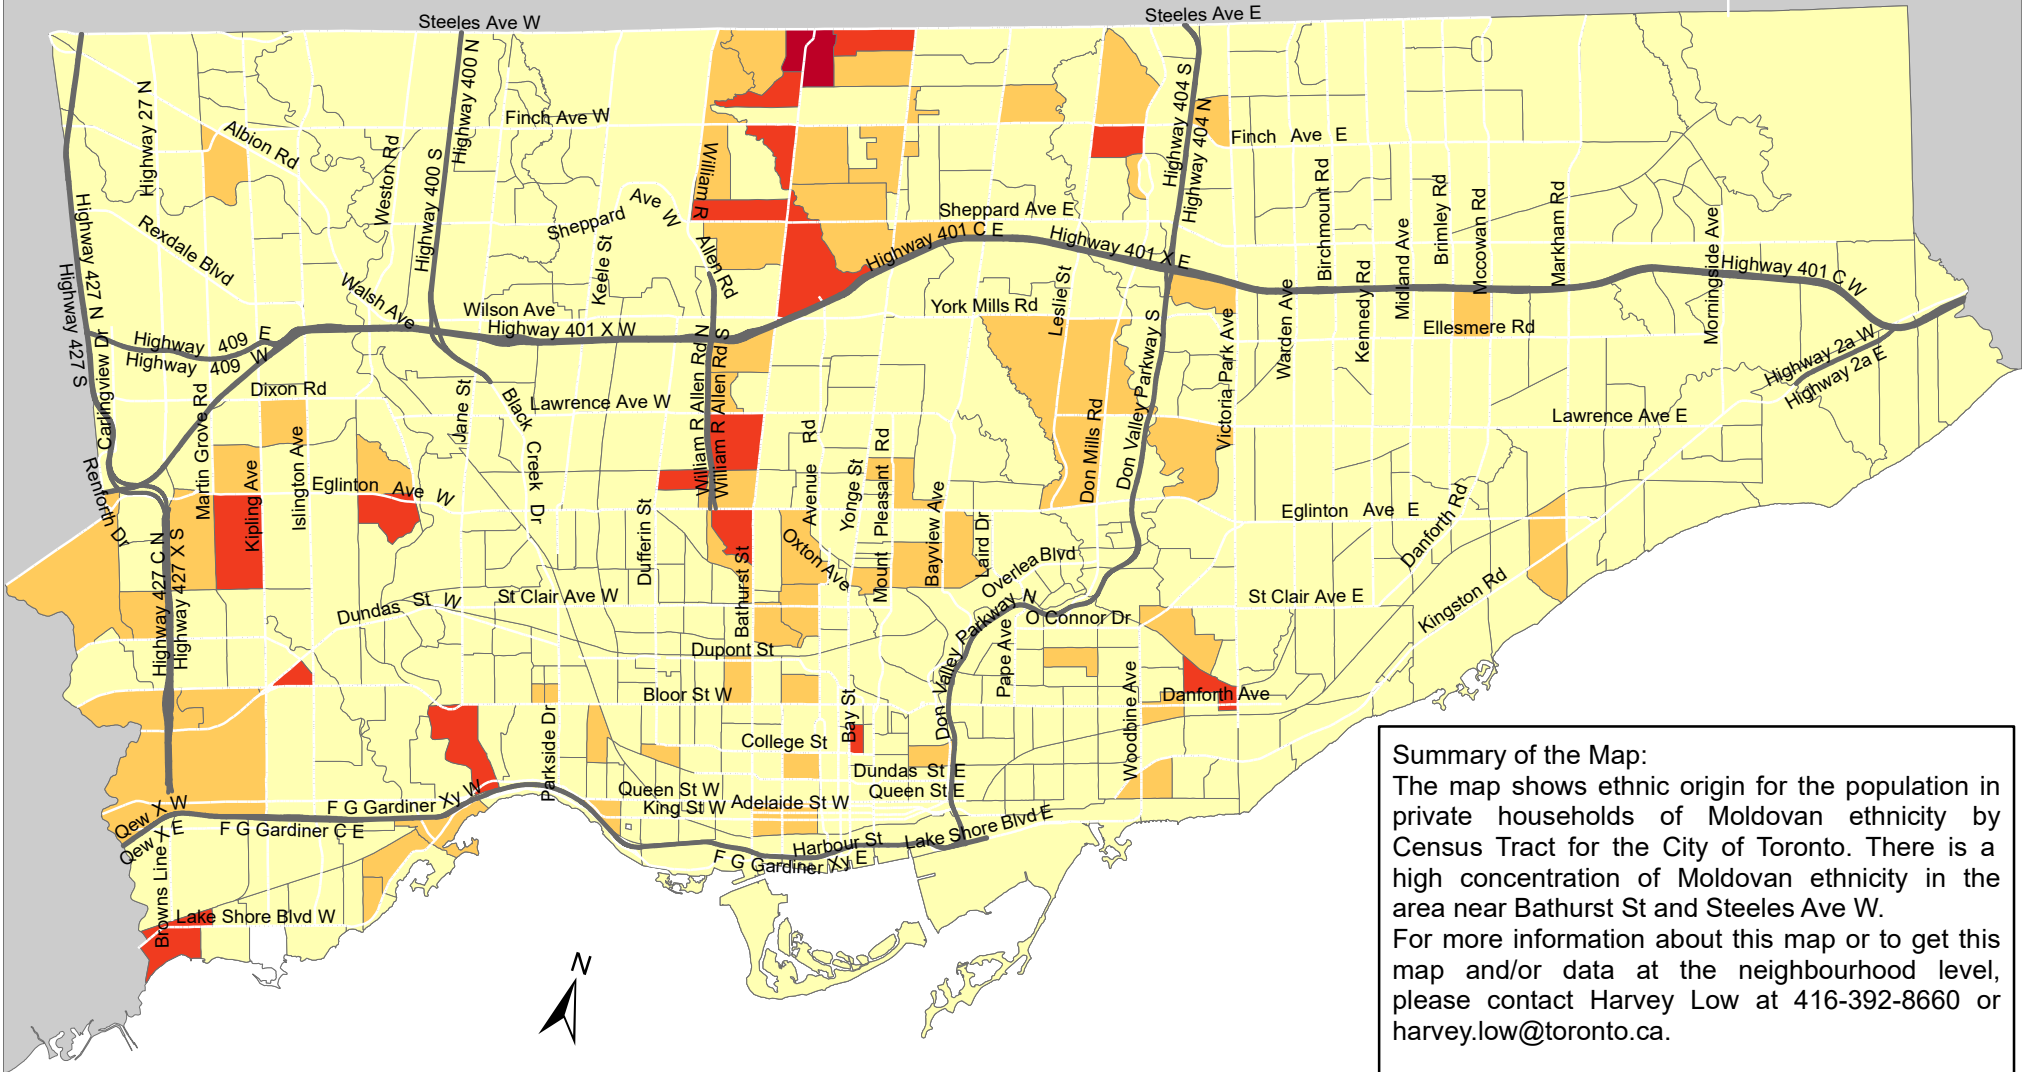 Steeles Ave W
Steeles Ave E
Highway 27 N
Albion Rd
Weston Rd
Highway 400 N
Highway 400 S
Finch Ave W
William R
Allen Rd
Highway 404 S
Highway 404 N
Finch Ave E
Highway 427 N
Highway 427 S
Rexdale Blvd
Sheppard Ave W
Keele St
Sheppard Ave E
Highway 401 C E
Highway 401 X E
Leslie St
Birchmount Rd
Midland Ave
Brimley Rd
Mccowan Rd
Markham Rd
Morningside Ave
Highway 401 C W
Walsh Ave
Wilson Ave
Highway 401 X W
York Mills Rd
Warden Ave
Kennedy Rd
Ellesmere Rd
Highway 2a W
Highway 2a E
Highway 409 E
Highway 409 W
Carlingview Dr
Martin Grove Rd
Dixon Rd
Jane St
Black Creek Dr
Lawrence Ave W
William R Allen Rd N
William R Allen Rd S
Don Valley Parkway S
Victoria Park Ave
Lawrence Ave E
Renforth Dr
Kipling Ave
Islington Ave
Eglinton Ave W
Dufferin St
Avenue Rd
Yonge St
Mount Pleasant Rd
Bayview Ave
Laird Dr
Don Mills Rd
Eglinton Ave E
Danforth Rd
Highway 427 C N
Highway 427 X S
Dundas St W
St Clair Ave W
Bathurst St
Oxton Ave
Overlea Blvd
Don Valley Parkway N
O Connor Dr
St Clair Ave E
Kingston Rd
Dupont St
Pape Ave
Woodbine Ave
Bloor St W
Danforth Ave
Parkside Dr
College St
Bay St
Dundas St E
Queen St E
Queen St W
King St W
Adelaide St W
Qew X W
Qew X E
F G Gardiner Xy W
F G Gardiner C E
Harbour St
Lake Shore Blvd E
F G Gardiner Xy E
Browns Line
Lake Shore Blvd W
N
Summary of the Map:
The map shows ethnic origin for the population in
private households of Moldovan ethnicity by
Census Tract for the City of Toronto. There is a
high concentration of Moldovan ethnicity in the
area near Bathurst St and Steeles Ave W.
For more information about this map or to get this
map and/or data at the neighbourhood level,
please contact Harvey Low at 416-392-8660 or
harvey.low@toronto.ca.